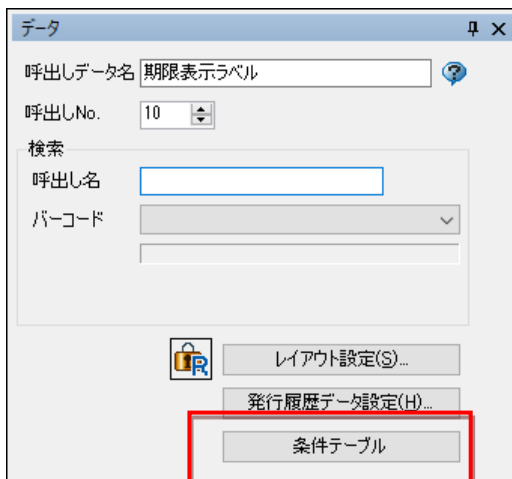 データ
呼出しデータ名 期限表示ラベル
呼出しNo. 10
検索
呼出し名
バーコード
レイアウト設定(S)...
発行履歴データ設定(H)...
条件テーブル